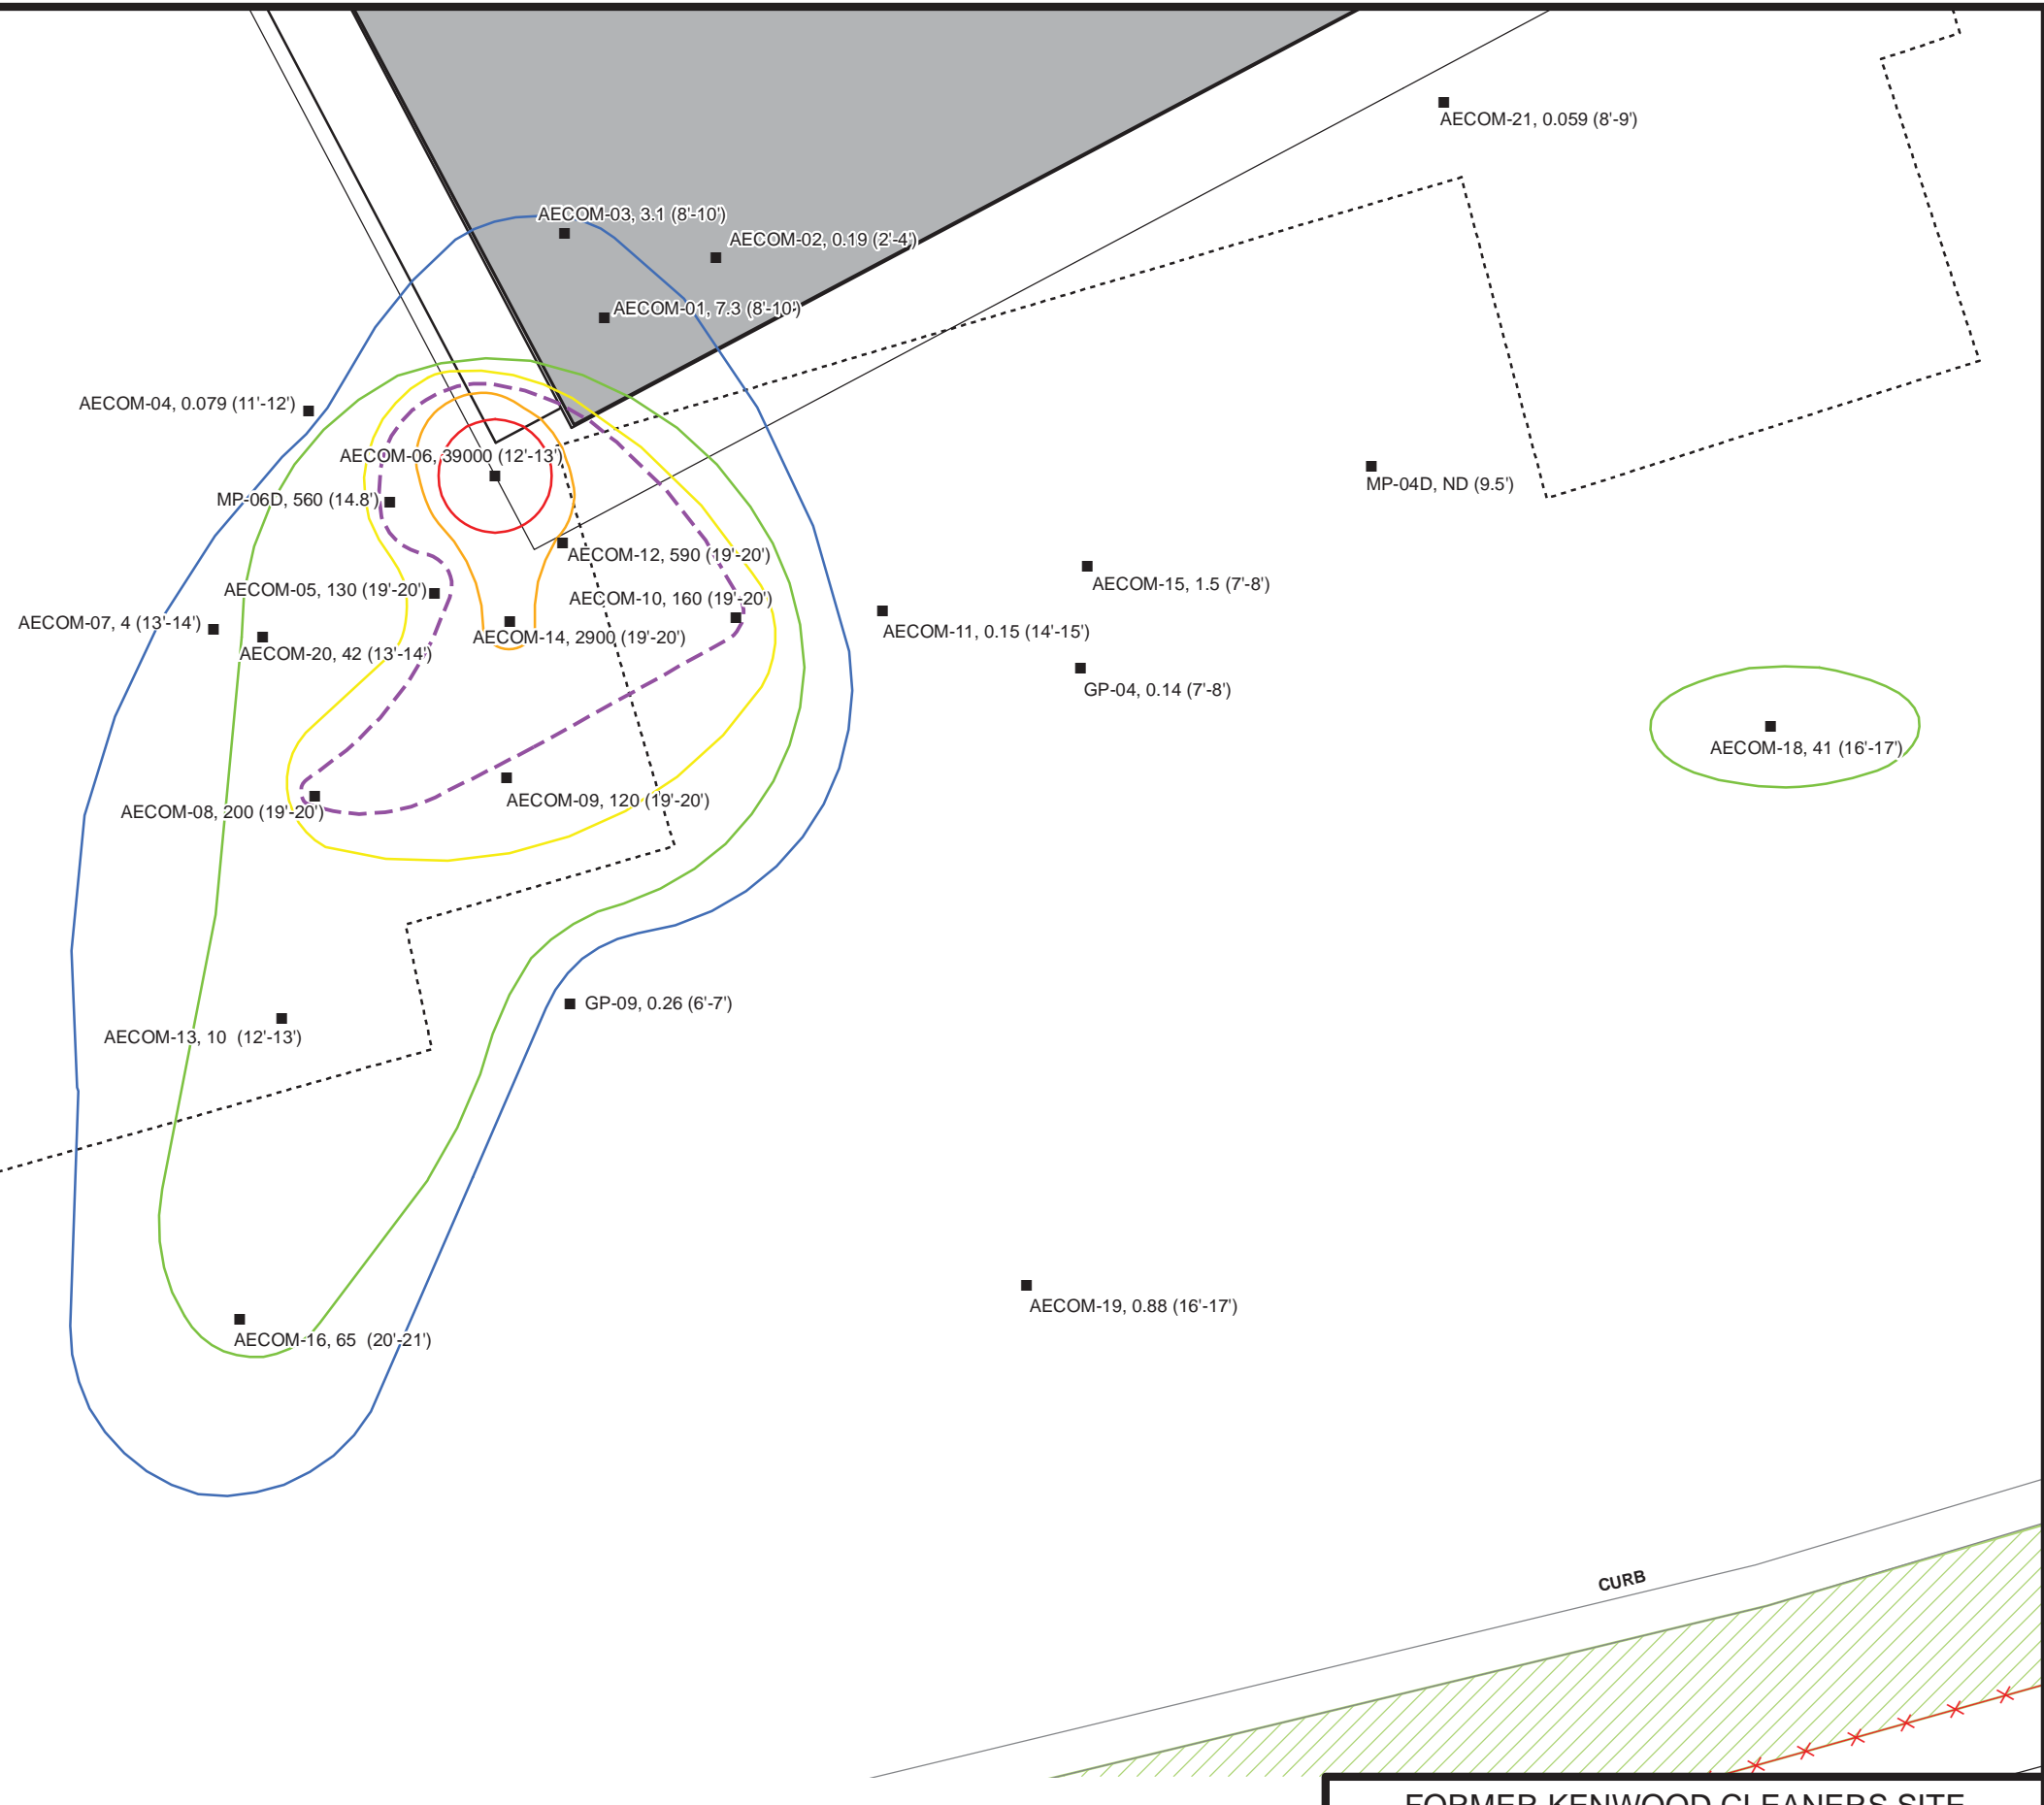 AECOM-21, 0.059 (8'-9')
AECOM-03, 3.1 (8'-10')
AECOM-02, 0.19 (2'-4')
AECOM-01, 7.3 (8'-10')
AECOM-04, 0.079 (11'-12')
AECOM-06, 39000 (12'-13')
MP-04D, ND (9.5')
MP-06D, 560 (14.8')
AECOM-12, 590 (19'-20')
AECOM-15, 1.5 (7'-8')
AECOM-05, 130 (19'-20')
AECOM-10, 160 (19'-20')
AECOM-07, 4 (13'-14')
AECOM-11, 0.15 (14'-15')
AECOM-14, 2900 (19'-20')
AECOM-20, 42 (13'-14')
GP-04, 0.14 (7'-8')
AECOM-18, 41 (16'-17')
AECOM-09, 120 (19'-20')
AECOM-08, 200 (19'-20')
GP-09, 0.26 (6'-7')
AECOM-13, 10 (12'-13')
AECOM-19, 0.88 (16'-17')
AECOM-16, 65 (20'-21')
CURB
FORMER KENWOOD CLEANERS SITE